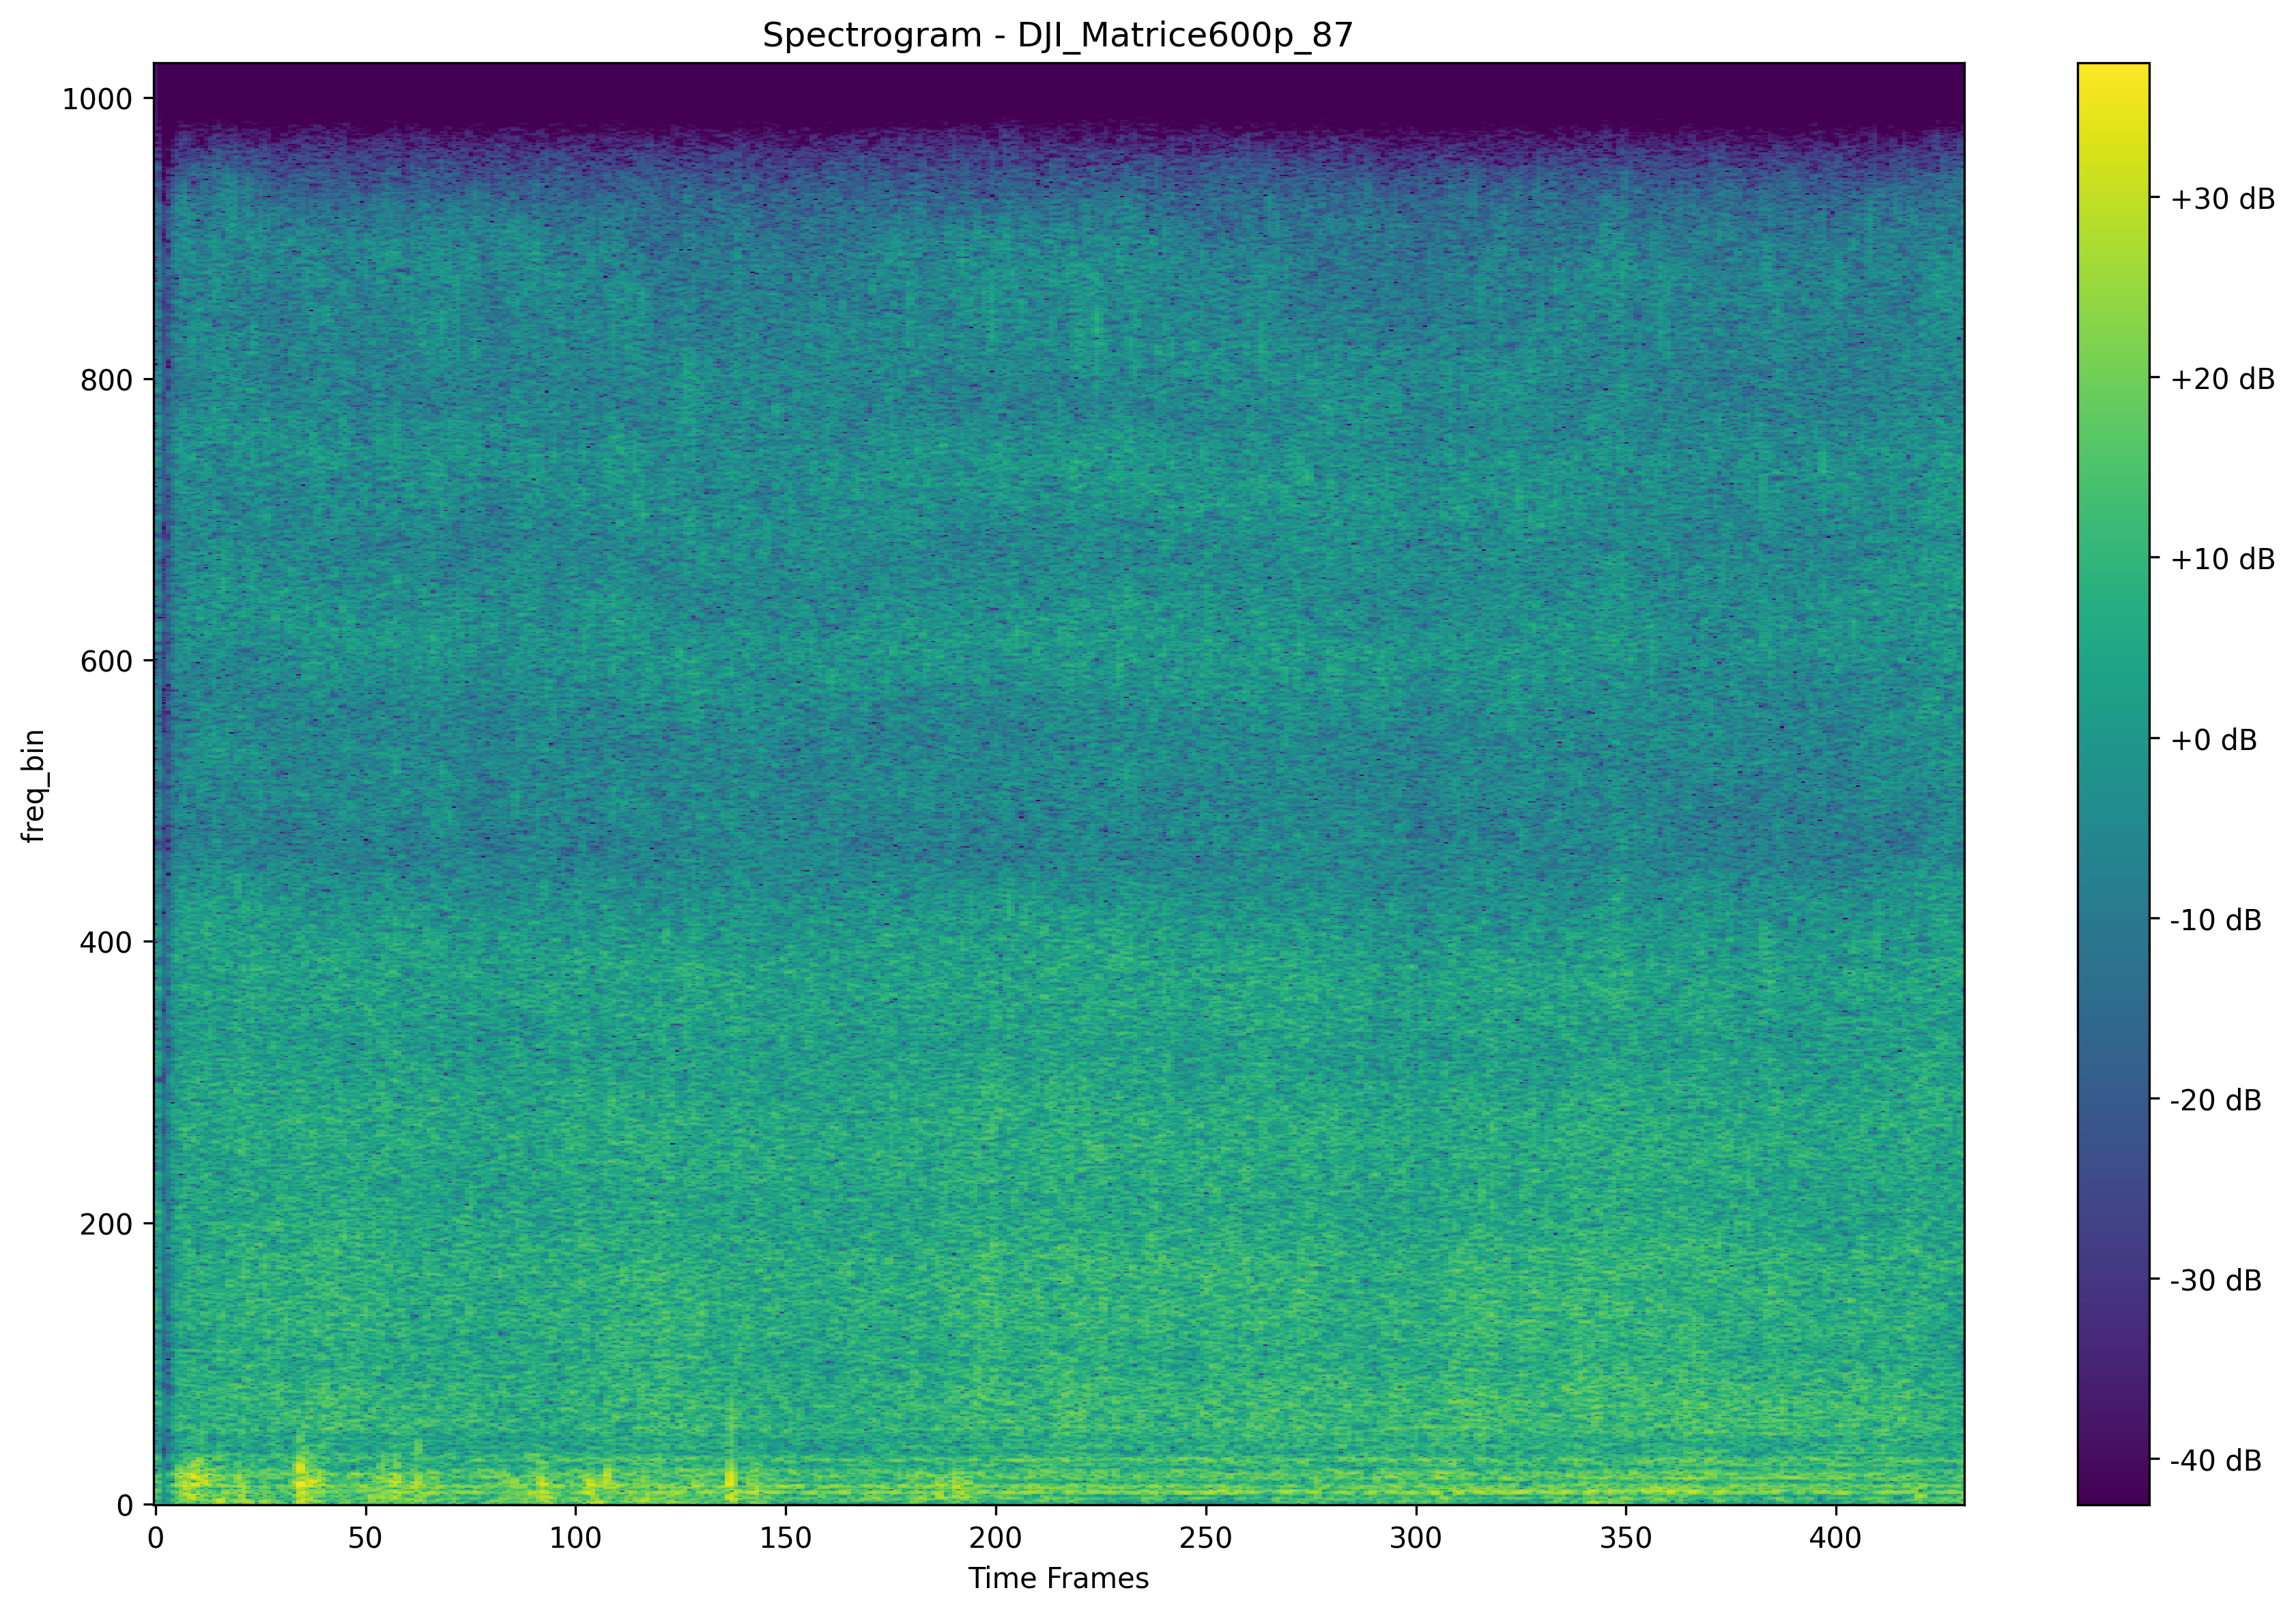 Spectrogram - DJI_Matrice600p_87
freq_bin
1000
800
600
400
200
0
0 50 100 150 200 250 300 350 400
Time Frames
+30 dB
+20 dB
+10 dB
+0 dB
-10 dB
-20 dB
-30 dB
-40 dB